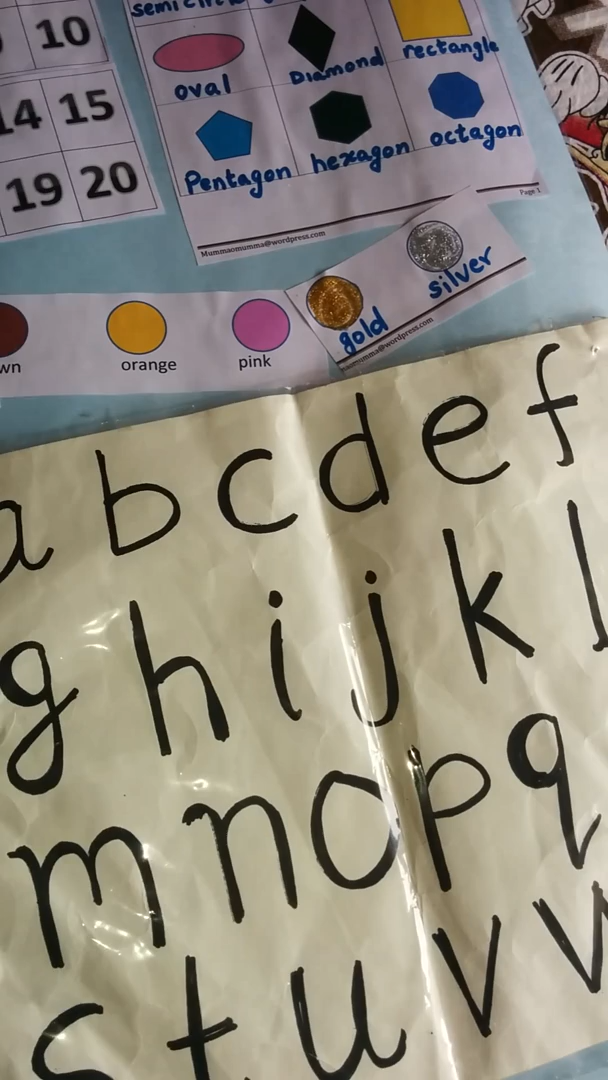 10
14 15
19 20
semicircle
oval Diamond rectangle
Pentagon hexagon octagon
Page 1
Mummaomumma@wordpress.com
gold silver
wn orange pink
a b c d e f
g h i j k l
m n o p q
s t u v